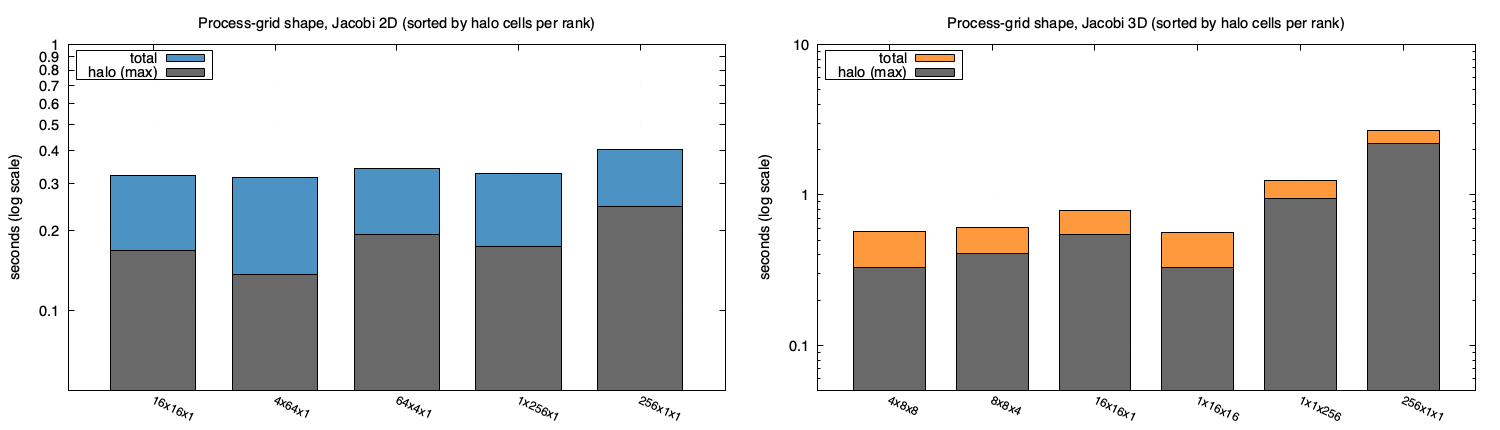 Process-grid shape, Jacobi 2D (sorted by halo cells per rank)
total
halo (max)
1
0.9
0.8
0.7
0.6
0.5
0.4
0.3
0.2
0.1
seconds (log scale)
16x16x1
4x64x1
64x4x1
1x256x1
256x1x1
Process-grid shape, Jacobi 3D (sorted by halo cells per rank)
total
halo (max)
10
1
0.1
seconds (log scale)
4x8x8
8x8x4
16x16x1
1x16x16
1x1x256
256x1x1